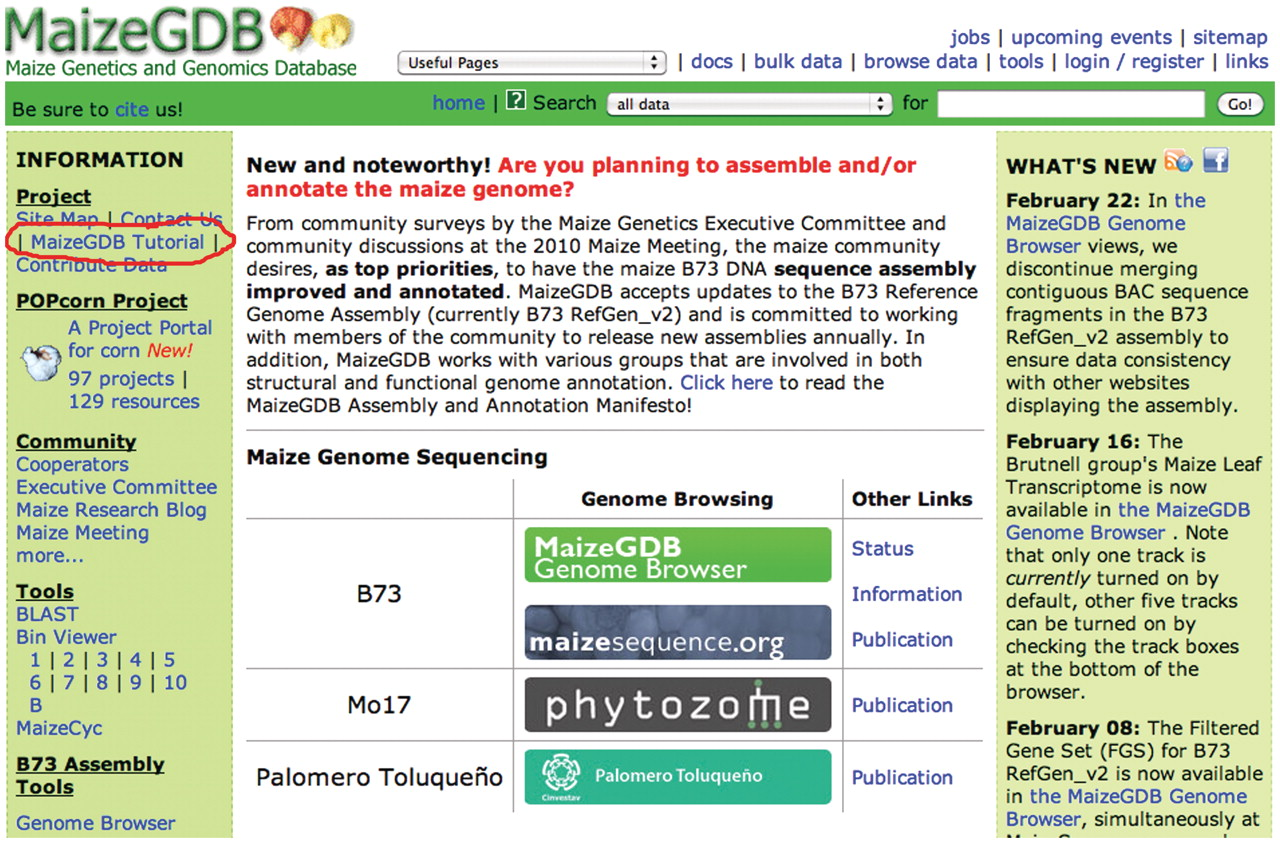 MaizeGDB
Maize Genetics and Genomics Database
jobs | upcoming events | sitemap
Useful Pages | docs | bulk data | browse data | tools | login / register | links
Be sure to cite us!
home | ? Search all data for Go!
INFORMATION
Project
Site Map | Contact Us
| MaizeGDB Tutorial |
Contribute Data
POPcorn Project
A Project Portal
for corn New!
97 projects |
129 resources
Community
Cooperators
Executive Committee
Maize Research Blog
Maize Meeting
more...
Tools
BLAST
Bin Viewer
1 | 2 | 3 | 4 | 5
6 | 7 | 8 | 9 | 10
B
MaizeCyc
B73 Assembly
Tools
Genome Browser
New and noteworthy! Are you planning to assemble and/or
annotate the maize genome?
From community surveys by the Maize Genetics Executive Committee and
community discussions at the 2010 Maize Meeting, the maize community
desires, as top priorities, to have the maize B73 DNA sequence assembly
improved and annotated. MaizeGDB accepts updates to the B73 Reference
Genome Assembly (currently B73 RefGen_v2) and is committed to working
with members of the community to release new assemblies annually. In
addition, MaizeGDB works with various groups that are involved in both
structural and functional genome annotation. Click here to read the
MaizeGDB Assembly and Annotation Manifesto!
Maize Genome Sequencing
Genome Browsing Other Links
B73
MaizeGDB
Genome Browser
maizesequence.org
Status
Information
Publication
Mo17 phytozome Publication
Palomero Toluqueño Cinvestav Palomero Toluqueño Publication
WHAT'S NEW
February 22: In the
MaizeGDB Genome
Browser views, we
discontinue merging
contiguous BAC sequence
fragments in the B73
RefGen_v2 assembly to
ensure data consistency
with other websites
displaying the assembly.
February 16: The
Brutnell group's Maize Leaf
Transcriptome is now
available in the MaizeGDB
Genome Browser . Note
that only one track is
currently turned on by
default, other five tracks
can be turned on by
checking the track boxes
at the bottom of the
browser.
February 08: The Filtered
Gene Set (FGS) for B73
RefGen_v2 is now available
in the MaizeGDB Genome
Browser, simultaneously at